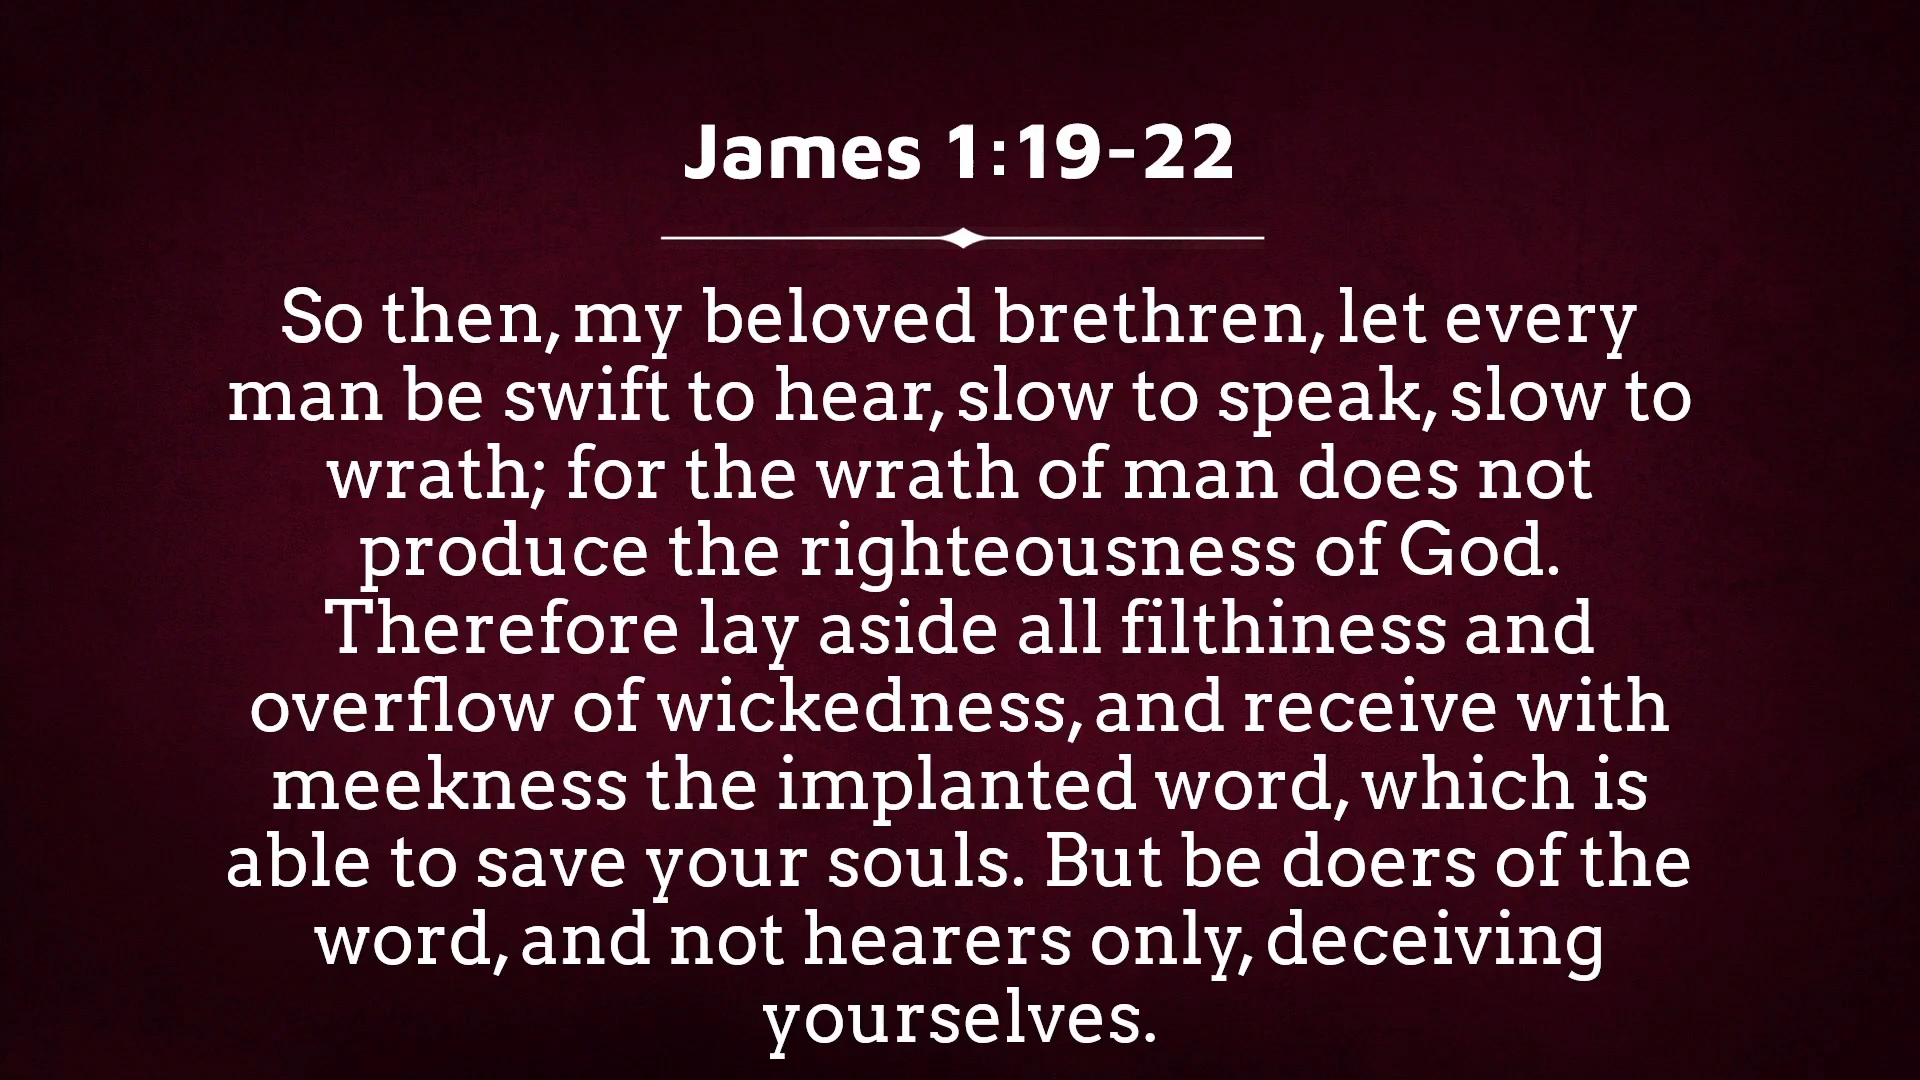 James 1:19-22
So then, my beloved brethren, let every
man be swift to hear, slow to speak, slow to
wrath; for the wrath of man does not
produce the righteousness of God.
Therefore lay aside all filthiness and
overflow of wickedness, and receive with
meekness the implanted word, which is
able to save your souls. But be doers of the
word, and not hearers only, deceiving
yourselves.